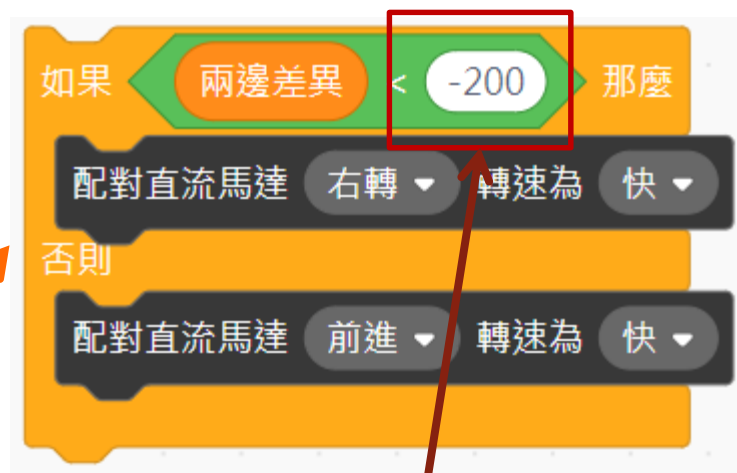 如果 兩邊差異 < -200 那麼
配對直流馬達 右轉 轉速為 快
否則
配對直流馬達 前進 轉速為 快